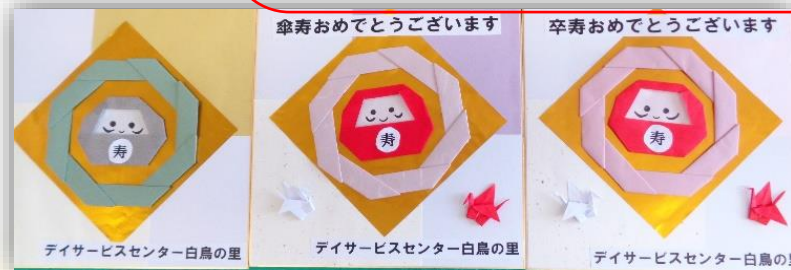 寿
デイサービスセンター白鳥の里
傘寿おめでとうございます
寿
デイサービスセンター白鳥の里
卒寿おめでとうございます
寿
デイサービスセンター白鳥の